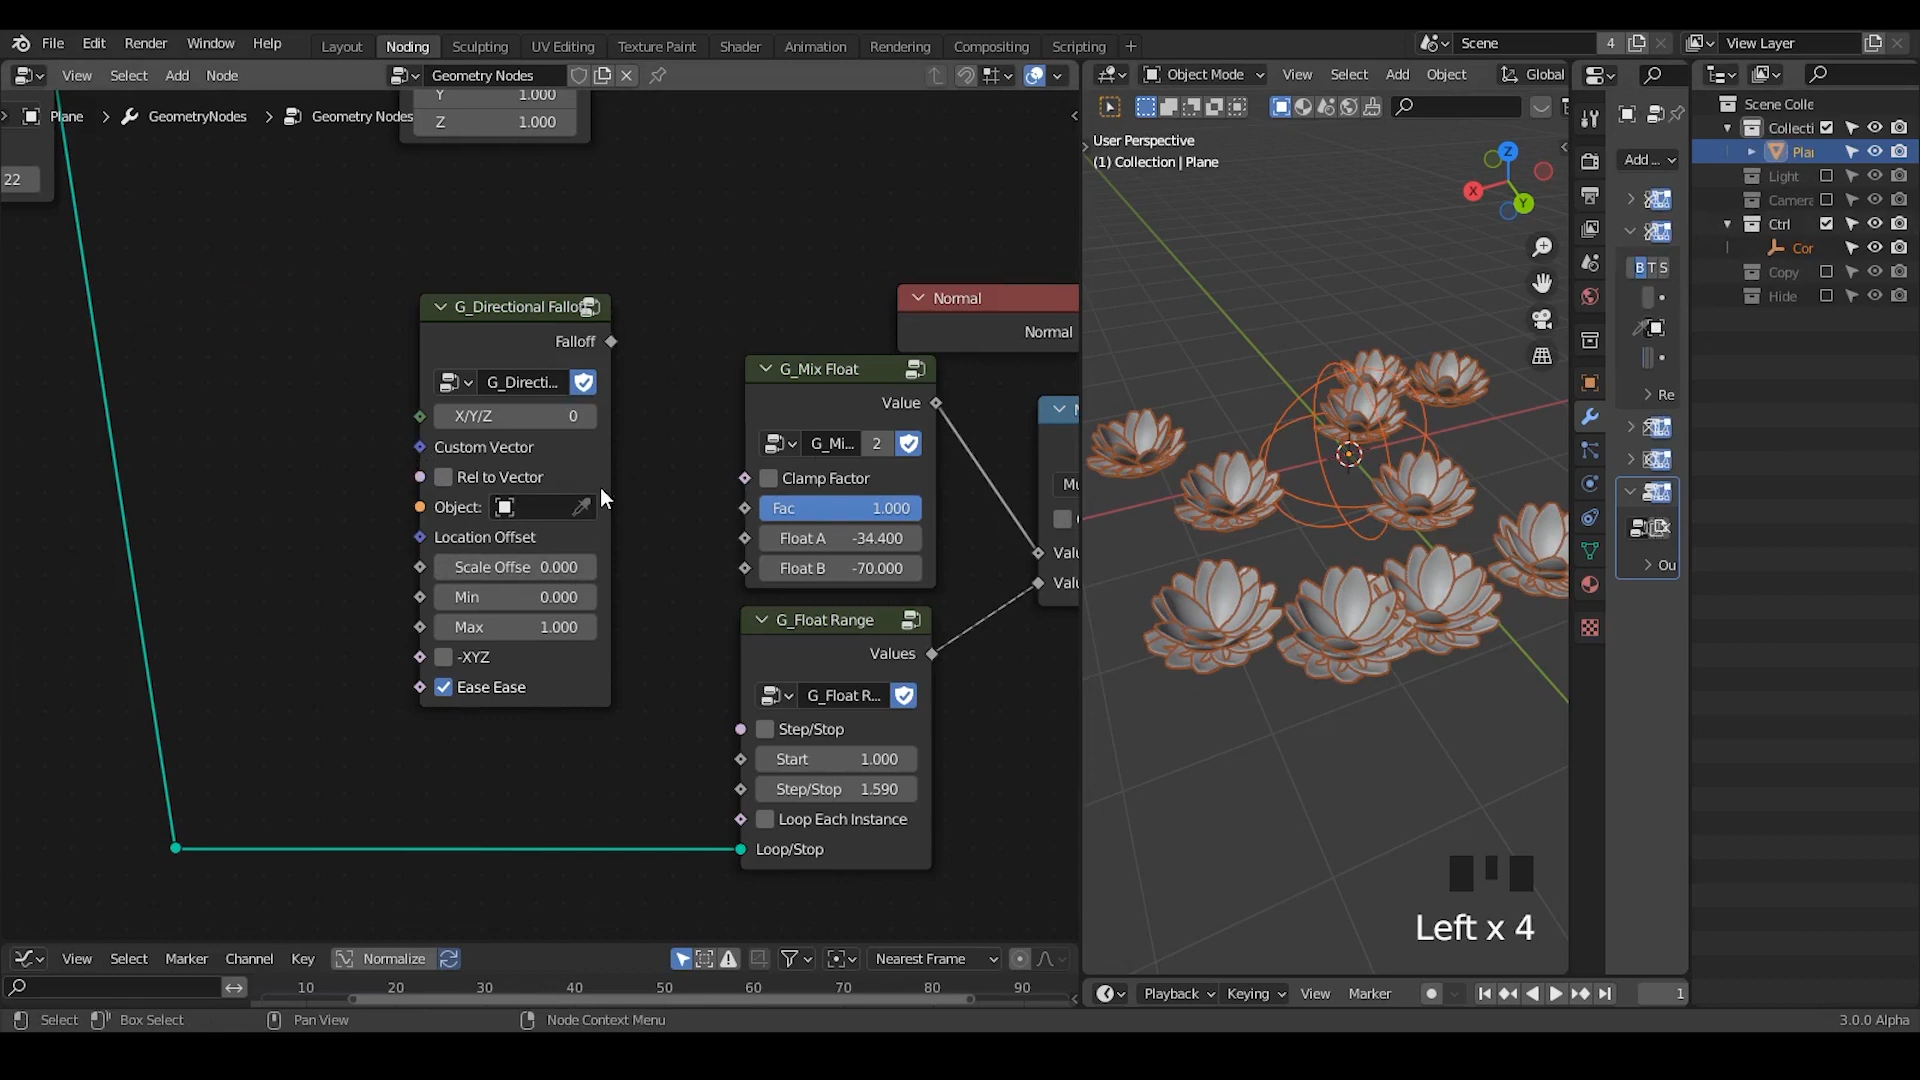 File Edit Render Window Help
Layout Noding Sculpting UV Editing Texture Paint Shader Animation Rendering Compositing Scripting +
Scene 4
View Layer
View Select Add Node
Geometry Nodes
Object Mode View Select Add Object Global
Plane > GeometryNodes > Geometry Nodes
Y 1.000
Z 1.000
22
User Perspective
(1) Collection | Plane
Z
X
Y
Add ...
B T S
Re
Ou
Scene Colle
Collecti
Plar
Light
Camera
Ctrl
Cor
Copy
Hide
G_Directional Fallo
Falloff
G_Directi...
X/Y/Z 0
Custom Vector
Rel to Vector
Object:
Location Offset
Scale Offse 0.000
Min 0.000
Max 1.000
-XYZ
Ease Ease
Normal
Normal
G_Mix Float
Value
G_Mi... 2
Clamp Factor
Fac 1.000
Float A -34.400
Float B -70.000
Mu
Valu
Valu
G_Float Range
Values
G_Float R...
Step/Stop
Start 1.000
Step/Stop 1.590
Loop Each Instance
Loop/Stop
Left x 4
View Select Marker Channel Key Normalize Nearest Frame
10 20 30 40 50 60 70 80 90
Playback Keying View Marker 1
Select Box Select Pan View Node Context Menu 3.0.0 Alpha